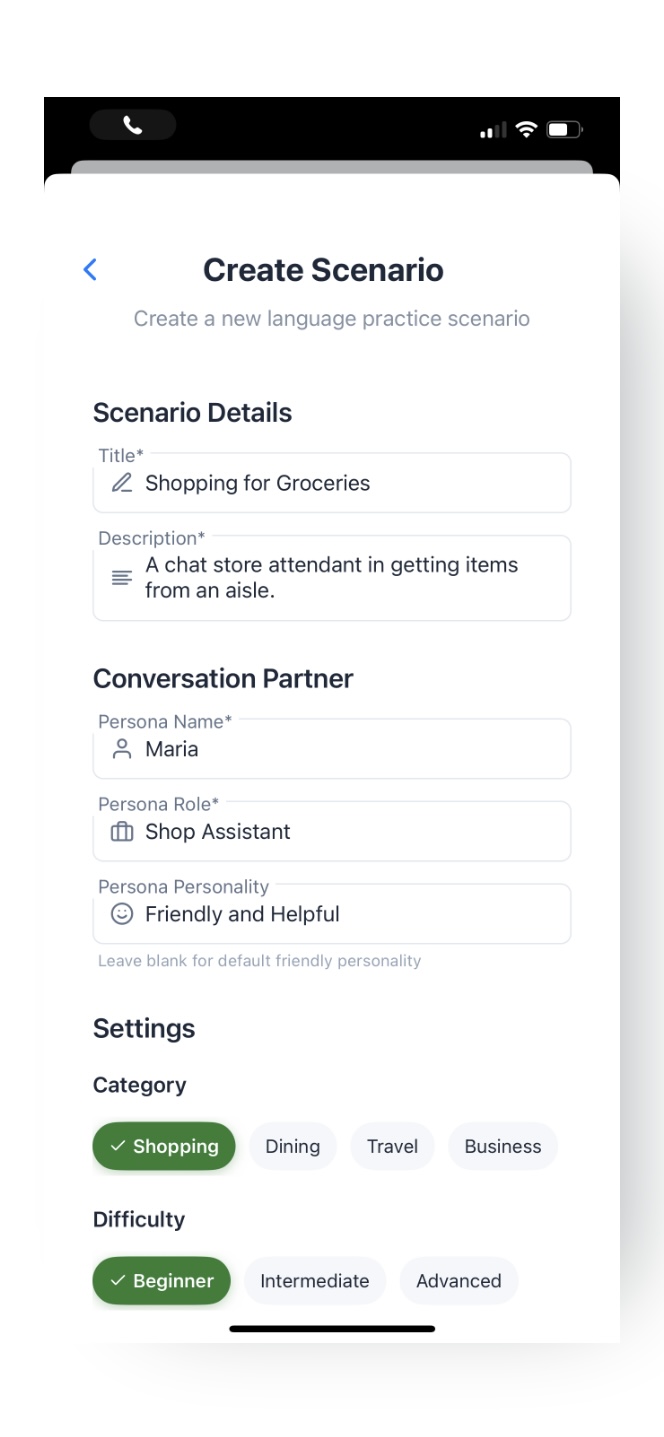 Create Scenario
Create a new language practice scenario
Scenario Details
Title*
Shopping for Groceries
Description*
A chat store attendant in getting items
from an aisle.
Conversation Partner
Persona Name*
Maria
Persona Role*
Shop Assistant
Persona Personality
Friendly and Helpful
Leave blank for default friendly personality
Settings
Category
Shopping Dining Travel Business
Difficulty
Beginner Intermediate Advanced